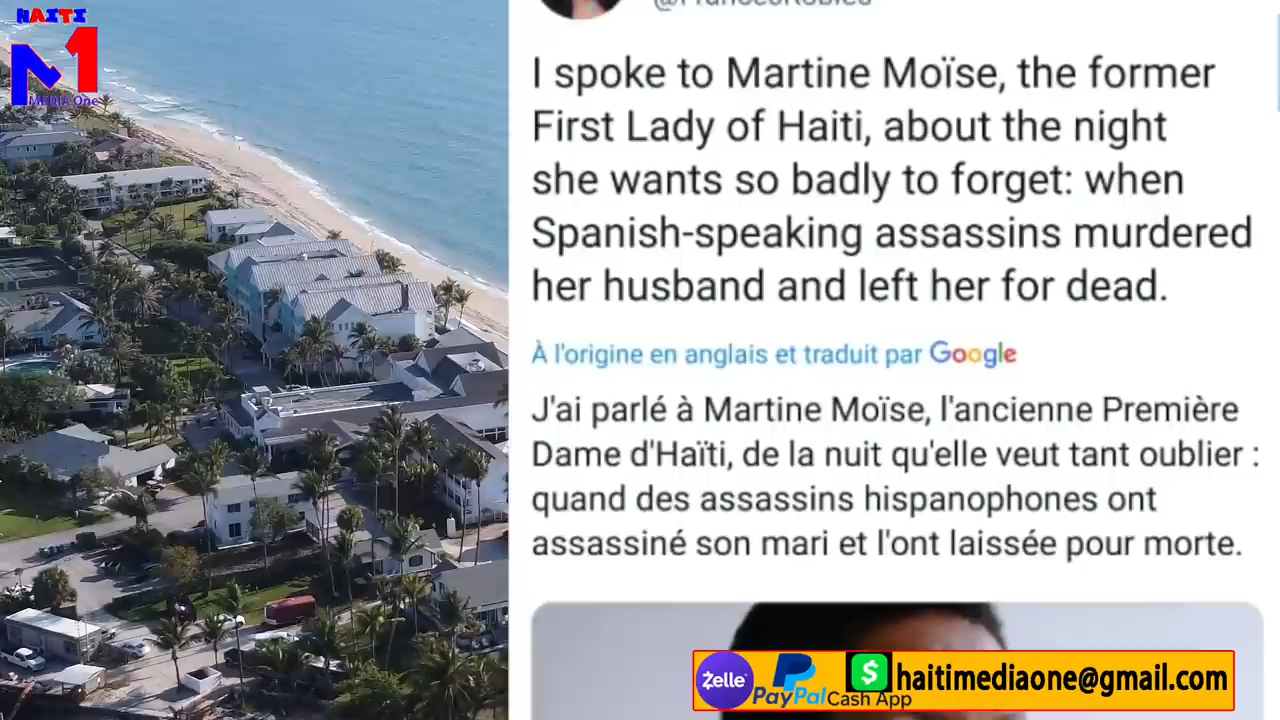 HAITI
M1
MEDIA One
I spoke to Martine Moïse, the former
First Lady of Haiti, about the night
she wants so badly to forget: when
Spanish-speaking assassins murdered
her husband and left her for dead.
À l'origine en anglais et traduit par Google
J'ai parlé à Martine Moïse, l'ancienne Première
Dame d'Haïti, de la nuit qu'elle veut tant oublier :
quand des assassins hispanophones ont
assassiné son mari et l'ont laissée pour morte.
Zelle
PayPal
$
Cash App
haitimediaone@gmail.com